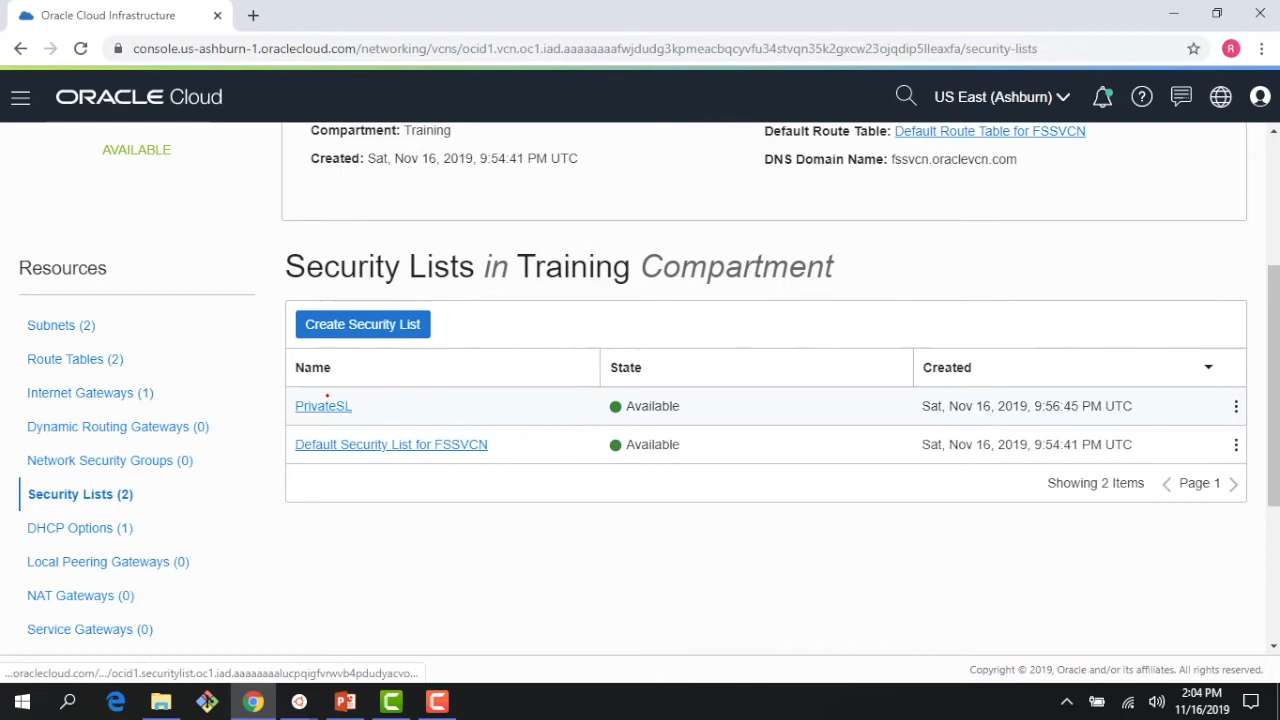 Oracle Cloud Infrastructure
console.us-ashburn-1.oraclecloud.com/networking/vcns/ocid1.vcn.oc1.iad.aaaaaaaafwjdudg3kpmeacbqcyvfu34stvqn35k2gxcw23ojqdip5lleaxfa/security-lists
R
ORACLE Cloud
US East (Ashburn)
AVAILABLE
Compartment: Training
Default Route Table: Default Route Table for FSSVCN
Created: Sat, Nov 16, 2019, 9:54:41 PM UTC
DNS Domain Name: fssvcn.oraclevcn.com
Resources
Subnets (2)
Route Tables (2)
Internet Gateways (1)
Dynamic Routing Gateways (0)
Network Security Groups (0)
Security Lists (2)
DHCP Options (1)
Local Peering Gateways (0)
NAT Gateways (0)
Service Gateways (0)
Security Lists in Training Compartment
Create Security List
Name State Created
PrivateSL Available Sat, Nov 16, 2019, 9:56:45 PM UTC
Default Security List for FSSVCN Available Sat, Nov 16, 2019, 9:54:41 PM UTC
Showing 2 Items Page 1
...oraclecloud.com/.../ocid1.securitylist.oc1.iad.aaaaaaaalucpqigfvrwvb4pdudyacvo...
Copyright © 2019, Oracle and/or its affiliates. All rights reserved.
2:04 PM
11/16/2019